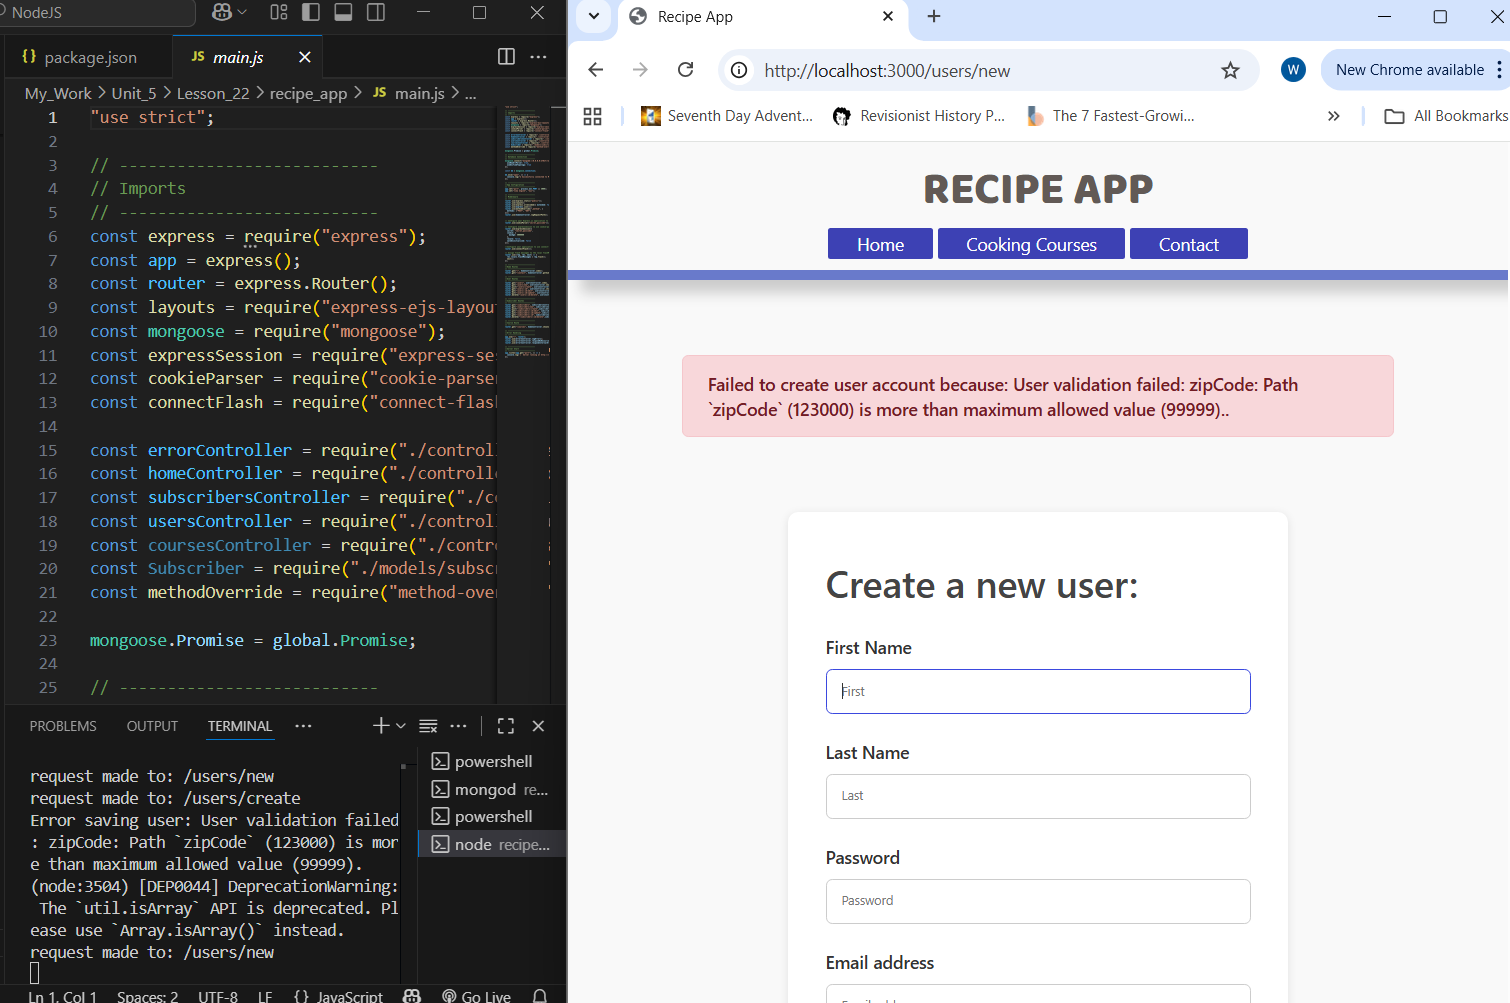 NodeJS
package.json
JS main.js
My_Work > Unit_5 > Lesson_22 > recipe_app > JS main.js > ...
1 "use strict";
2
3 // ---------------------------
4 // Imports
5 // ---------------------------
6 const express = require("express");
7 const app = express();
8 const router = express.Router();
9 const layouts = require("express-ejs-layou
10 const mongoose = require("mongoose");
11 const expressSession = require("express-se
12 const cookieParser = require("cookie-parse
13 const connectFlash = require("connect-flas
14
15 const errorController = require("./control
16 const homeController = require("./controll
17 const subscribersController = require("./c
18 const usersController = require("./control
19 const coursesController = require("./contr
20 const Subscriber = require("./models/subsc
21 const methodOverride = require("method-ove
22
23 mongoose.Promise = global.Promise;
24
25 // ---------------------------
PROBLEMS OUTPUT TERMINAL ...
request made to: /users/new
request made to: /users/create
Error saving user: User validation failed
: zipCode: Path `zipCode` (123000) is mor
e than maximum allowed value (99999).
(node:3504) [DEP0044] DeprecationWarning:
The `util.isArray` API is deprecated. Pl
ease use `Array.isArray()` instead.
request made to: /users/new
powershell
mongod re...
powershell
node recipe...
Ln 1, Col 1 Spaces: 2 UTF-8 LF {} JavaScript Go Live
Recipe App
http://localhost:3000/users/new
W
New Chrome available
Seventh Day Advent...
Revisionist History P...
The 7 Fastest-Growi...
All Bookmarks
RECIPE APP
Home Cooking Courses Contact
Failed to create user account because: User validation failed: zipCode: Path
`zipCode` (123000) is more than maximum allowed value (99999)..
Create a new user:
First Name
First
Last Name
Last
Password
Password
Email address